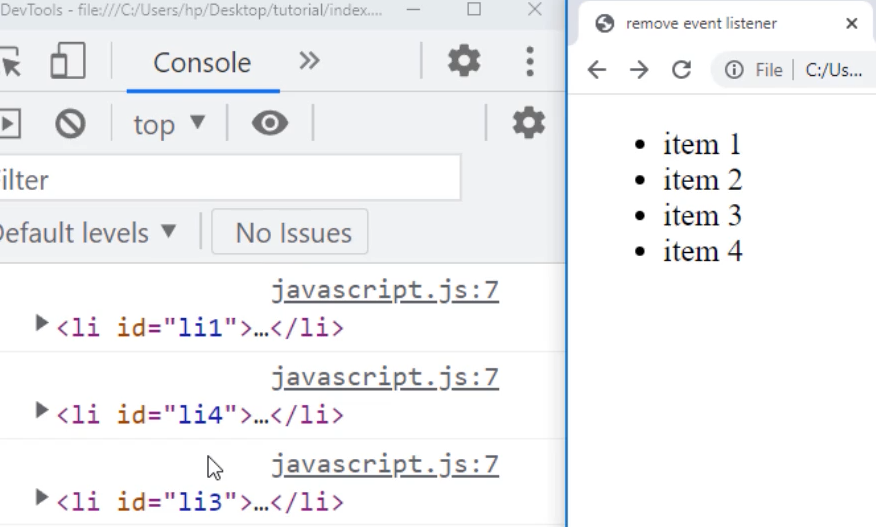 DevTools - file:///C:/Users/hp/Desktop/tutorial/index....
Console
top
ilter
Default levels
No Issues
javascript.js:7
<li id="li1">…</li>
javascript.js:7
<li id="li4">…</li>
javascript.js:7
<li id="li3">…</li>
remove event listener
File | C:/Us...
• item 1
• item 2
• item 3
• item 4